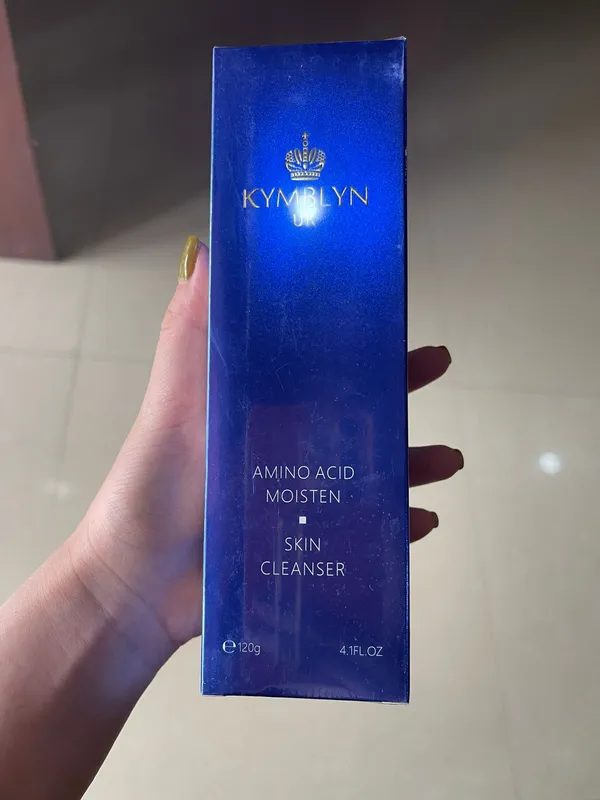 KYMBLYN
UK
AMINO ACID
MOISTEN
SKIN
CLEANSER
℮120g
4.1FL.OZ